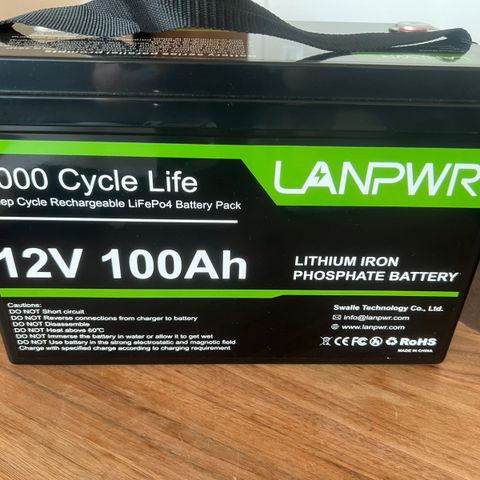 000 Cycle Life
ep Cycle Rechargeable LiFePo4 Battery Pack
12V 100Ah
LANPWR
LITHIUM IRON
PHOSPHATE BATTERY
Cautions:
DO NOT Short circuit
DO NOT Reverse connections from charger to battery
DO NOT Disassemble
DO NOT Heat above 60℃
DO NOT Immerse the battery in water or allow it to get wet
DO NOT Use battery in the strong electrostatic and magnetic field
Charge with specified charge according to charging requirement
Swalle Technology Co., Ltd.
info@lanpwr.com
www.lanpwr.com
CE FC RoHS
MADE IN CHINA